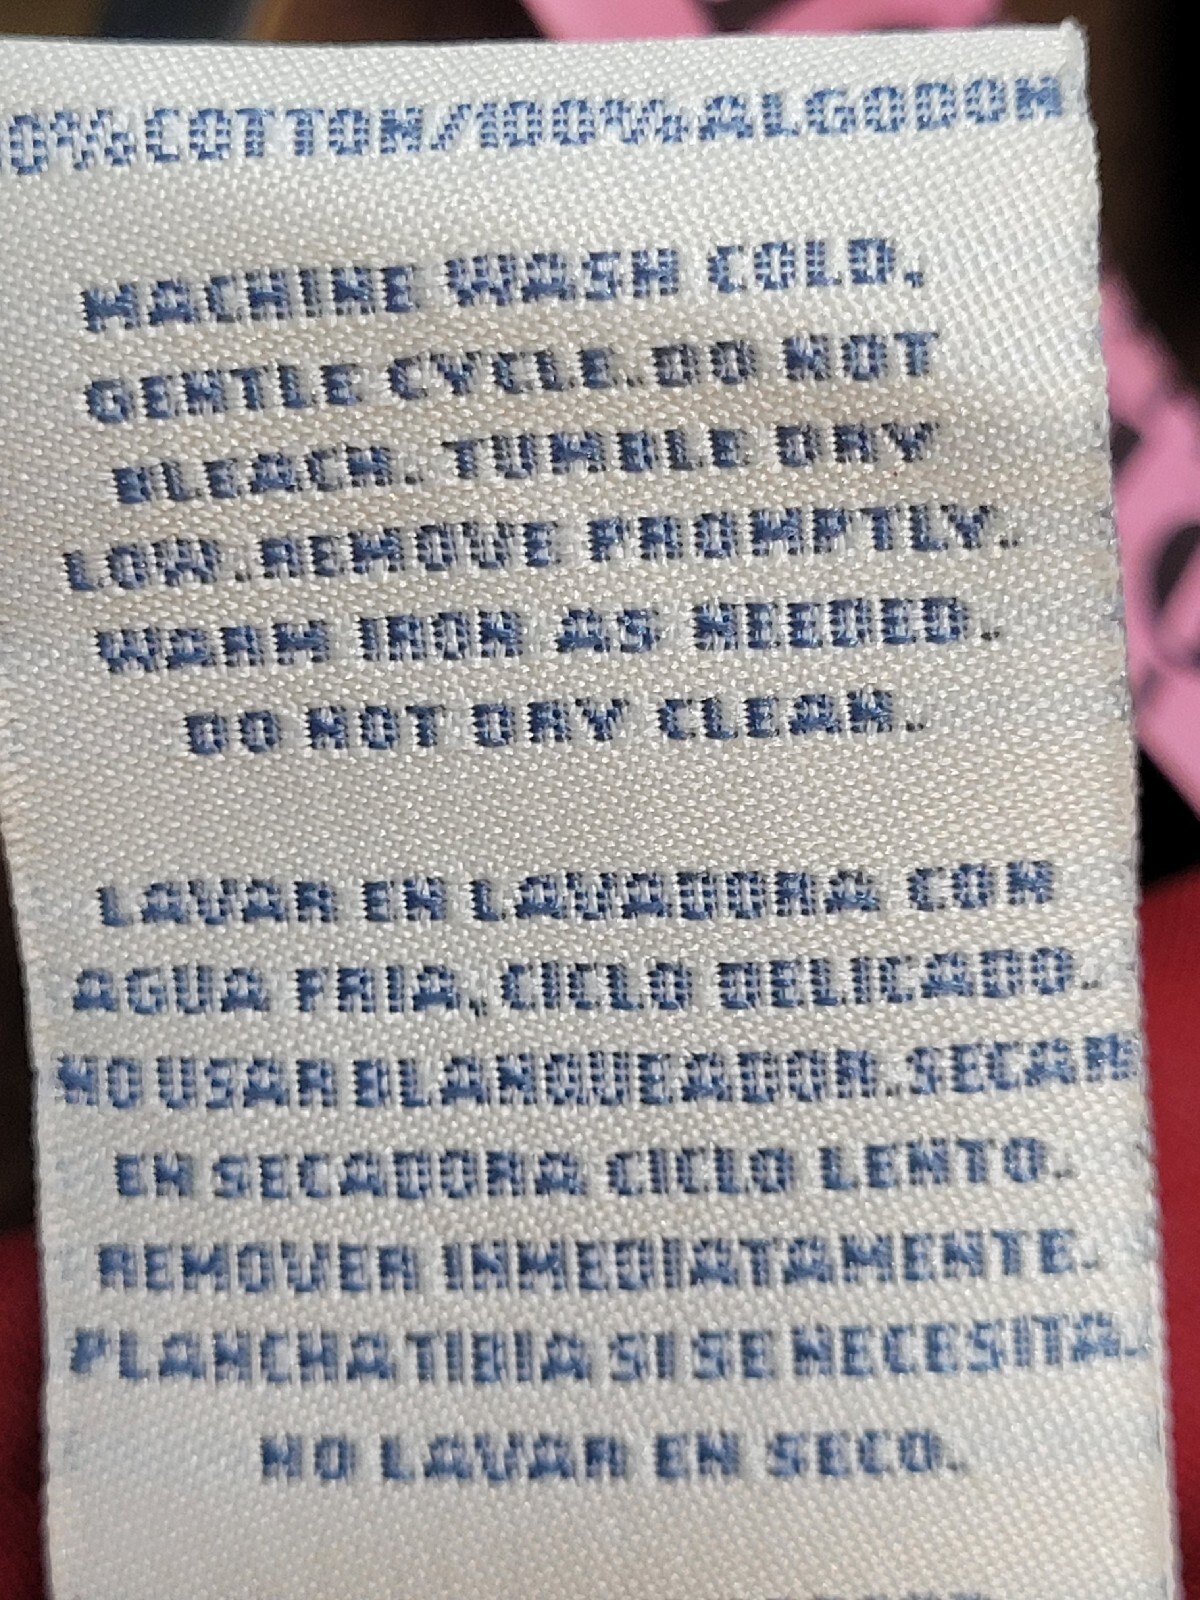 0%COTTON/100%ALGODON
MACHINE WASH COLD,
GENTLE CYCLE.DO NOT
BLEACH. TUMBLE DRY
LOW.REMOVE PROMPTLY.
WARM IRON AS NEEDED.
DO NOT DRY CLEAN.
LAVAR EN LAVADORA CON
AGUA FRIA, CICLO DELICADO.
NO USAR BLANQUEADOR.SECAR
EN SECADORA CICLO LENTO.
REMOVER INMEDIATAMENTE.
PLANCHA TIBIA SI SE NECESITA.
NO LAVAR EN SECO.